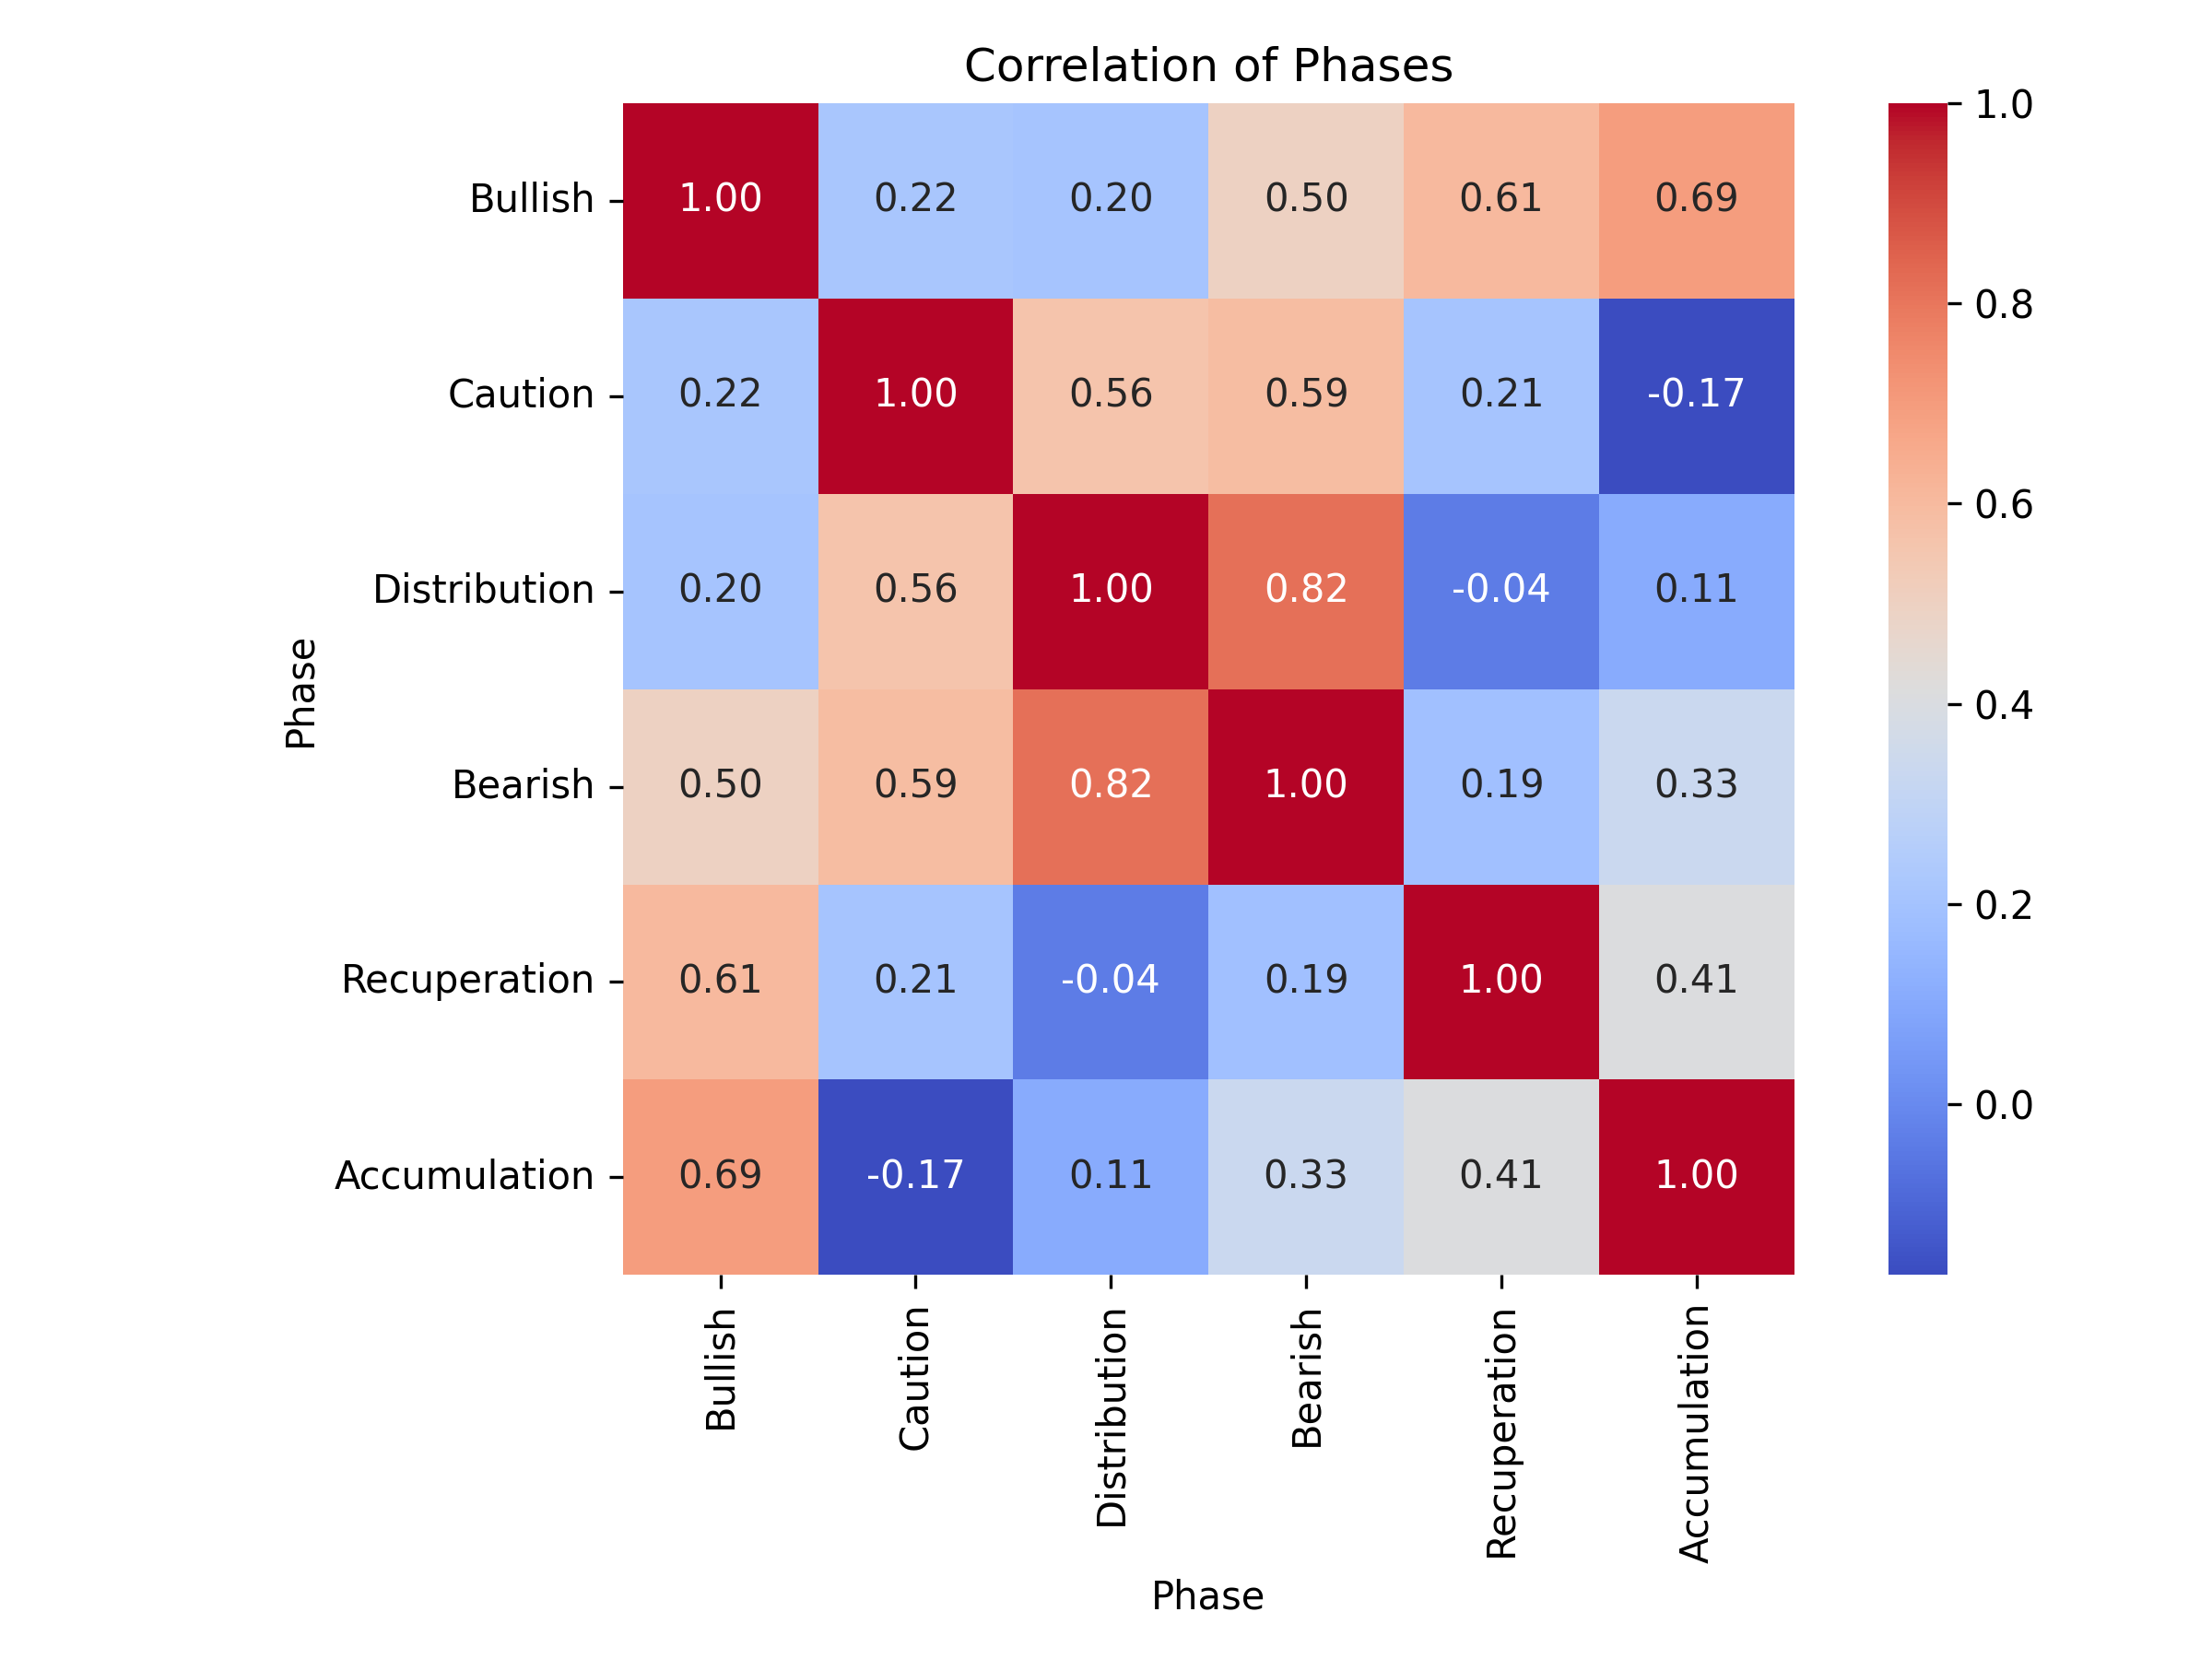 Correlation of Phases
Bullish 1.00 0.22 0.20 0.50 0.61 0.69
Caution 0.22 1.00 0.56 0.59 0.21 -0.17
Distribution 0.20 0.56 1.00 0.82 -0.04 0.11
Bearish 0.50 0.59 0.82 1.00 0.19 0.33
Recuperation 0.61 0.21 -0.04 0.19 1.00 0.41
Accumulation 0.69 -0.17 0.11 0.33 0.41 1.00
Phase
Bullish Caution Distribution Bearish Recuperation Accumulation
Phase
1.0
0.8
0.6
0.4
0.2
0.0